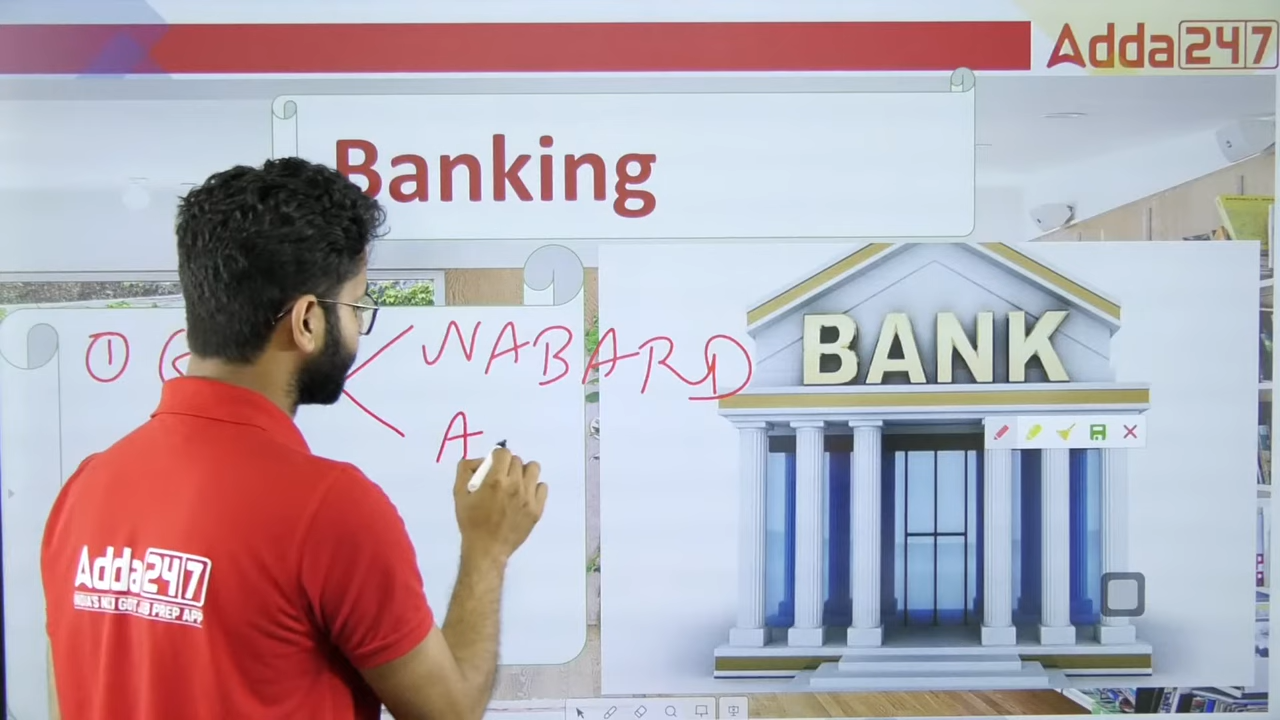 Adda247
Banking
① G
NABARD
A
BANK
Adda247
INDIA'S NO.1 GOVT JOB PREP APP